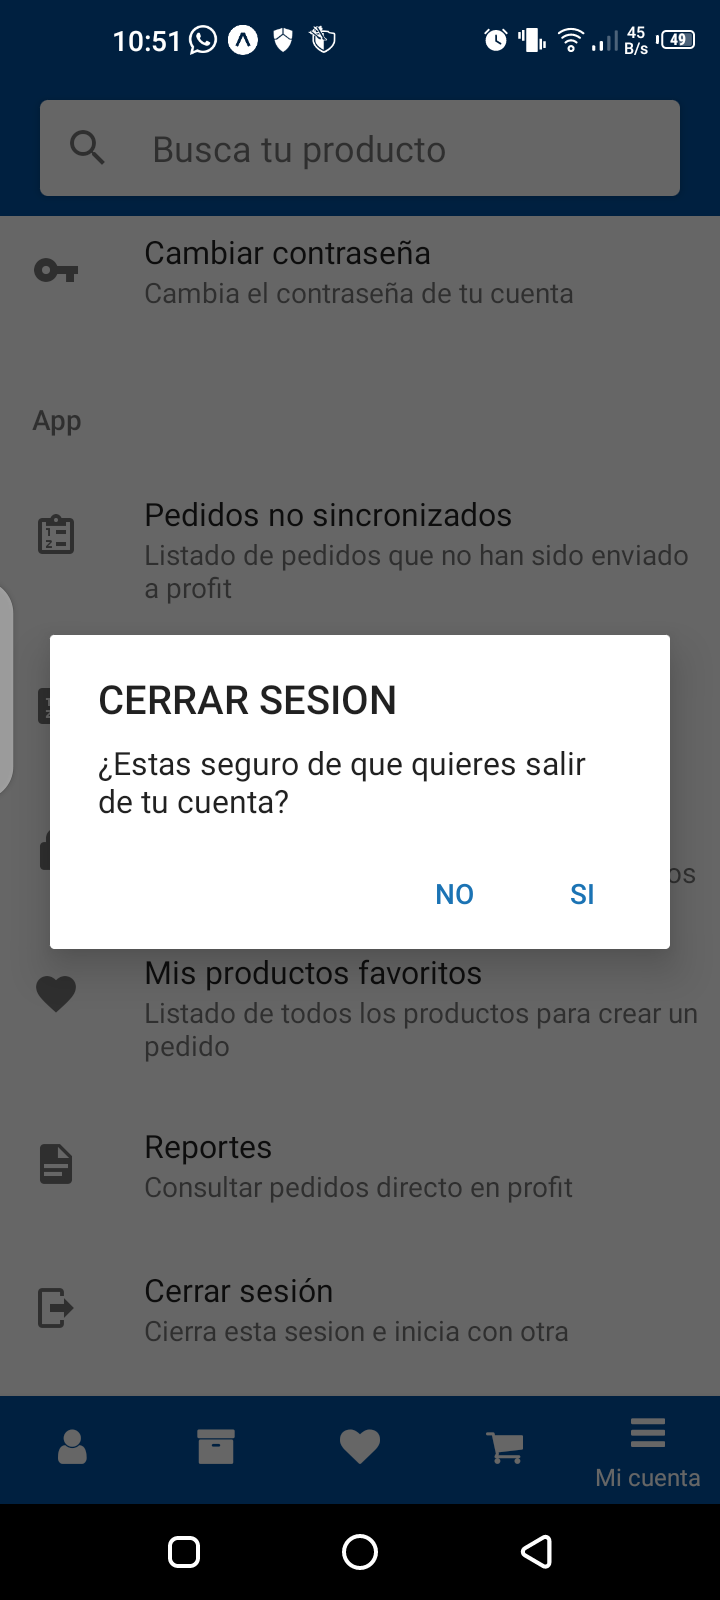 10:51
45
B/s
49
Busca tu producto
Cambiar contraseña
Cambia el contraseña de tu cuenta
App
Pedidos no sincronizados
Listado de pedidos que no han sido enviado
a profit
CERRAR SESION
¿Estas seguro de que quieres salir
de tu cuenta?
NO SI
Mis productos favoritos
Listado de todos los productos para crear un
pedido
Reportes
Consultar pedidos directo en profit
Cerrar sesión
Cierra esta sesion e inicia con otra
Mi cuenta